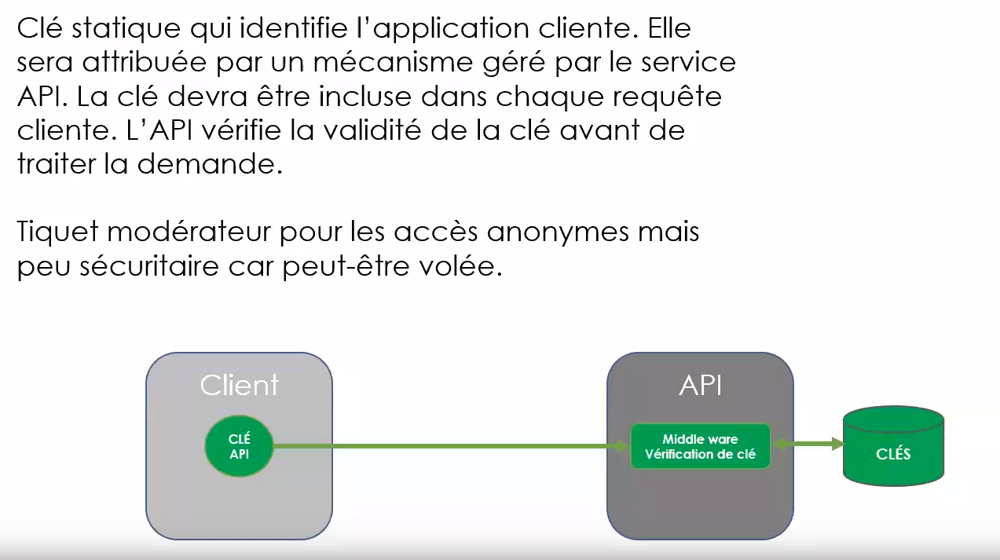 Clé statique qui identifie l’application cliente. Elle
sera attribuée par un mécanisme géré par le service
API. La clé devra être incluse dans chaque requête
cliente. L’API vérifie la validité de la clé avant de
traiter la demande.
Tiquet modérateur pour les accès anonymes mais
peu sécuritaire car peut-être volée.
Client
CLÉ
API
API
Middle ware
Vérification de clé
CLÉS